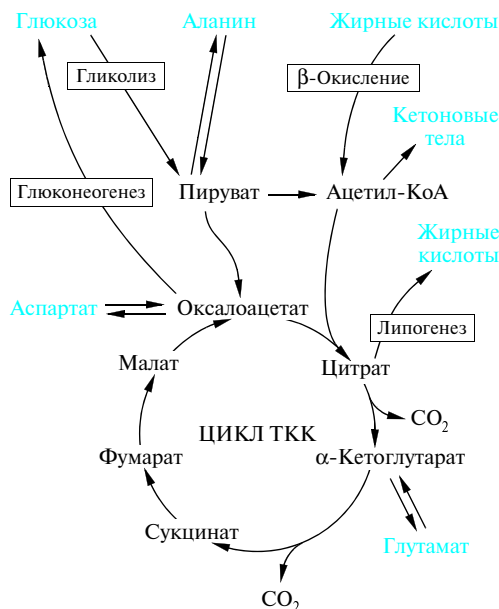 Глюкоза
Аланин
Жирные кислоты
Гликолиз
β-Окисление
Кетоновые
тела
Глюконеогенез
Пируват
Ацетил-КоА
Жирные
кислоты
Аспартат
Оксалоацетат
Липогенез
Малат
Цитрат
CO2
ЦИКЛ ТКК
Фумарат
α-Кетоглутарат
Сукцинат
Глутамат
CO2